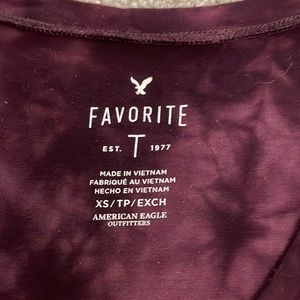 FAVORITE
EST. T 1977
MADE IN VIETNAM
FABRIQUÉ AU VIETNAM
HECHO EN VIETNAM
XS/TP/EXCH
AMERICAN EAGLE
OUTFITTERS